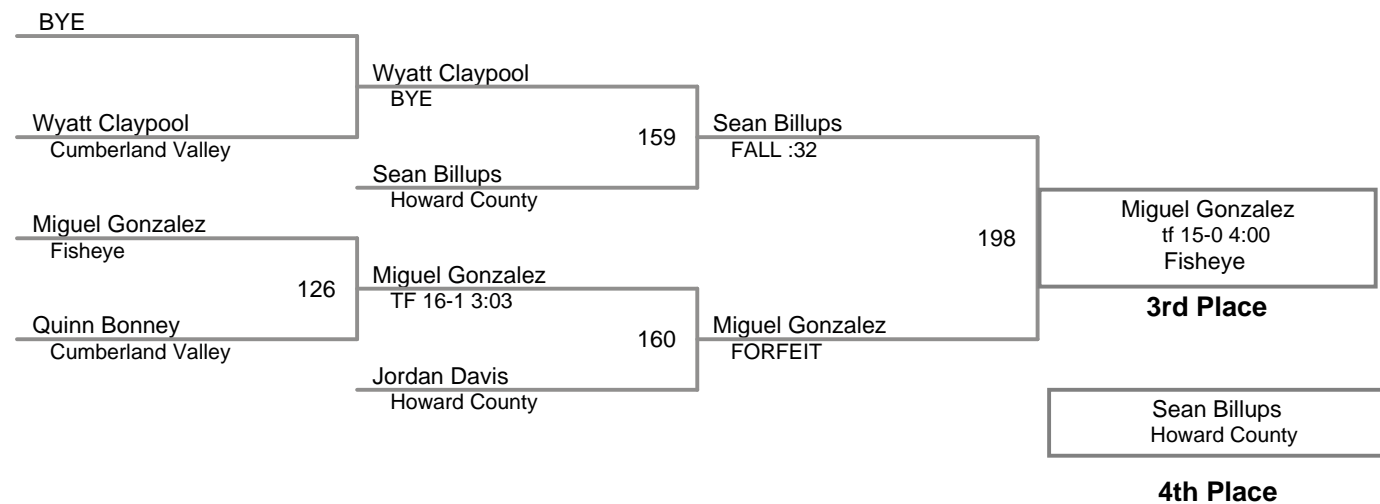 BYE
Wyatt Claypool
BYE
Wyatt Claypool
Cumberland Valley
159
Sean Billups
FALL :32
Sean Billups
Howard County
Miguel Gonzalez
Fisheye
198
Miguel Gonzalez
tf 15-0 4:00
Fisheye
126
Miguel Gonzalez
TF 16-1 3:03
3rd Place
Quinn Bonney
Cumberland Valley
160
Miguel Gonzalez
FORFEIT
Jordan Davis
Howard County
Sean Billups
Howard County
4th Place